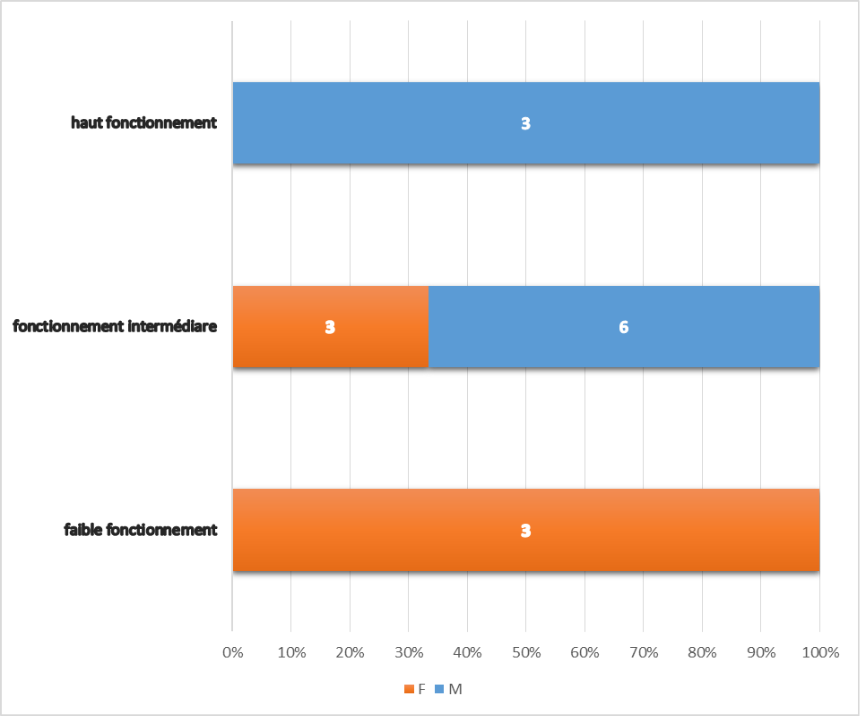 haut fonctionnement
3
fonctionnement intermédiare
3 6
faible fonctionnement
3
0% 10% 20% 30% 40% 50% 60% 70% 80% 90% 100%
F M